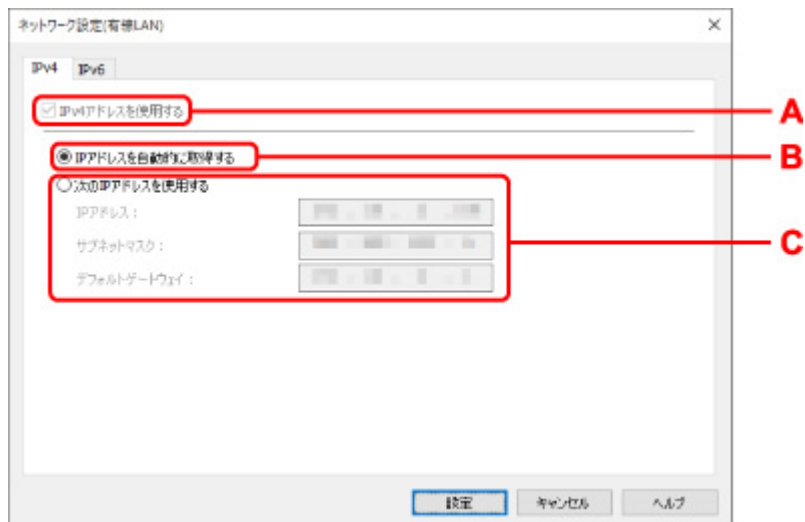 ネットワーク設定(有線LAN)
IPv4 IPv6
IPv4アドレスを使用する
A
IPアドレスを自動的に取得する
B
次のIPアドレスを使用する
IPアドレス：
サブネットマスク：
C
デフォルトゲートウェイ：
設定 キャンセル ヘルプ